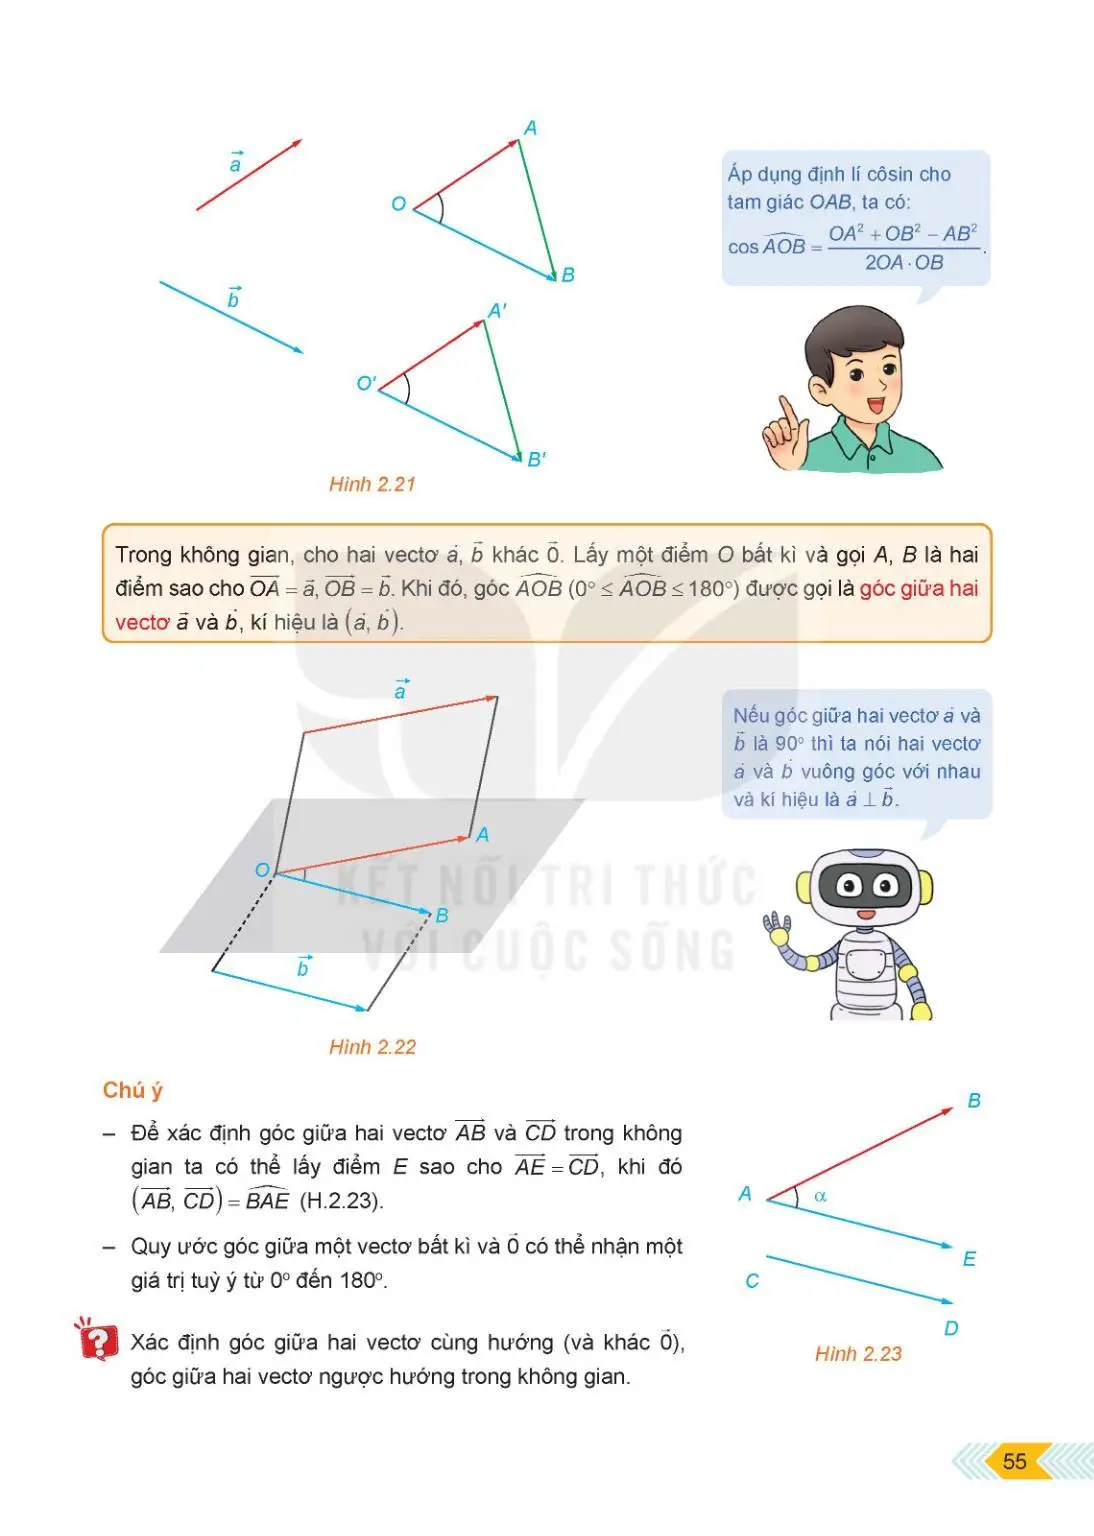 A
a⃗
O
B
b⃗
A'
O'
B'
Hình 2.21
Áp dụng định lí côsin cho
tam giác OAB, ta có:
cos AOB̂ = (OA² + OB² − AB²) / (2OA · OB).
Trong không gian, cho hai vectơ a⃗, b⃗ khác 0⃗. Lấy một điểm O bất kì và gọi A, B là hai
điểm sao cho OA⃗ = a⃗, OB⃗ = b⃗. Khi đó, góc AOB̂ (0° ≤ AOB̂ ≤ 180°) được gọi là góc giữa hai
vectơ a⃗ và b⃗, kí hiệu là (a⃗, b⃗).
a⃗
A
O
B
b⃗
Hình 2.22
Nếu góc giữa hai vectơ a⃗ và
b⃗ là 90° thì ta nói hai vectơ
a⃗ và b⃗ vuông góc với nhau
và kí hiệu là a⃗ ⊥ b⃗.
KẾT NỐI TRI THỨC
VỚI CUỘC SỐNG
Chú ý
– Để xác định góc giữa hai vectơ AB⃗ và CD⃗ trong không
gian ta có thể lấy điểm E sao cho AE⃗ = CD⃗, khi đó
(AB⃗, CD⃗) = BAÊ (H.2.23).
– Quy ước góc giữa một vectơ bất kì và 0⃗ có thể nhận một
giá trị tuỳ ý từ 0° đến 180°.
? Xác định góc giữa hai vectơ cùng hướng (và khác 0⃗),
góc giữa hai vectơ ngược hướng trong không gian.
B
A
α
E
C
D
Hình 2.23
55